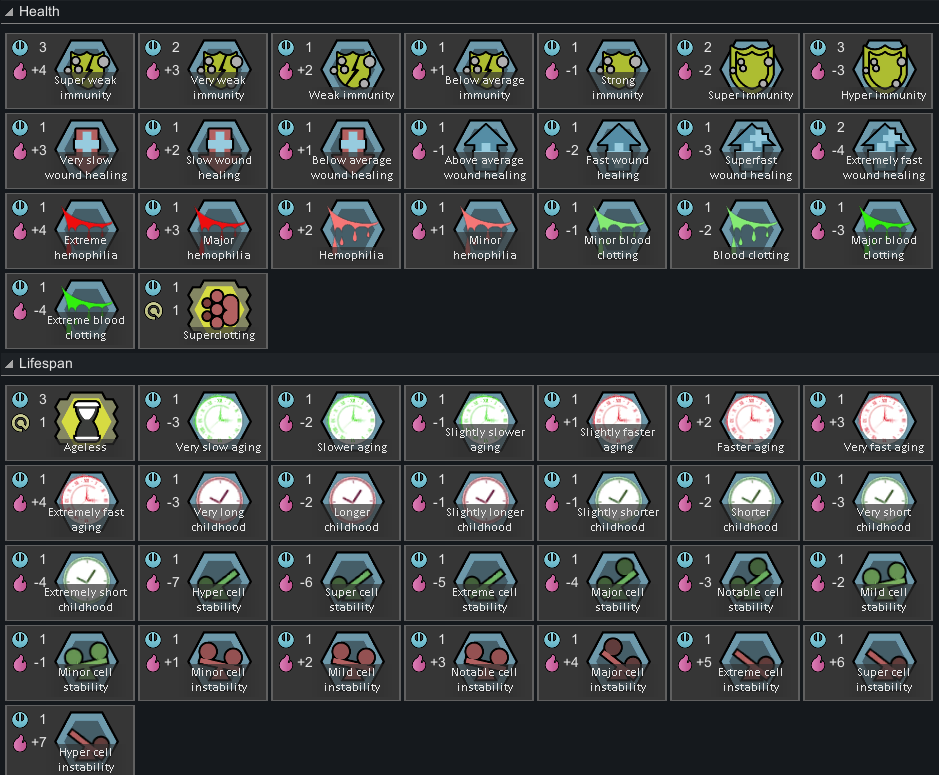 Health
3
+4
Super weak
immunity
2
+3
Very weak
immunity
1
+2
Weak immunity
1
+1
Below average
immunity
1
-1
Strong
immunity
2
-2
Super immunity
3
-3
Hyper immunity
1
+3
Very slow
wound healing
1
+2
Slow wound
healing
1
+1
Below average
wound healing
1
-1
Above average
wound healing
1
-2
Fast wound
healing
1
-3
Superfast
wound healing
2
-4
Extremely fast
wound healing
1
+4
Extreme
hemophilia
1
+3
Major
hemophilia
1
+2
Hemophilia
1
+1
Minor
hemophilia
1
-1
Minor blood
clotting
1
-2
Blood clotting
1
-3
Major blood
clotting
1
-4
Extreme blood
clotting
1
1
Superclotting
Lifespan
3
1
Ageless
1
-3
Very slow aging
1
-2
Slower aging
1
-1
Slightly slower
aging
1
+1
Slightly faster
aging
1
+2
Faster aging
1
+3
Very fast aging
1
+4
Extremely fast
aging
1
-3
Very long
childhood
1
-2
Longer
childhood
1
-1
Slightly longer
childhood
1
-1
Slightly shorter
childhood
1
-2
Shorter
childhood
1
-3
Very short
childhood
1
-4
Extremely short
childhood
1
-7
Hyper cell
stability
1
-6
Super cell
stability
1
-5
Extreme cell
stability
1
-4
Major cell
stability
1
-3
Notable cell
stability
1
-2
Mild cell
stability
1
-1
Minor cell
stability
1
+1
Minor cell
instability
1
+2
Mild cell
instability
1
+3
Notable cell
instability
1
+4
Major cell
instability
1
+5
Extreme cell
instability
1
+6
Super cell
instability
1
+7
Hyper cell
instability